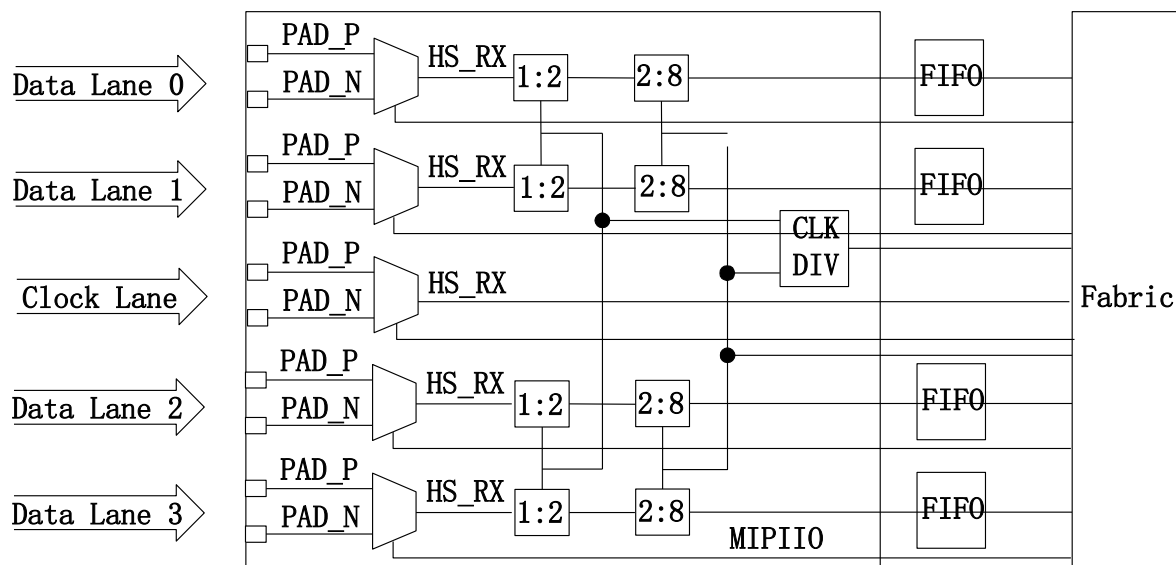 PAD_P
HS_RX
Data Lane 0
PAD_N
1:2
2:8
FIFO
PAD_P
HS_RX
Data Lane 1
PAD_N
1:2
2:8
FIFO
CLK
DIV
PAD_P
HS_RX
Clock Lane
PAD_N
Fabric
PAD_P
HS_RX
Data Lane 2
PAD_N
1:2
2:8
FIFO
PAD_P
HS_RX
Data Lane 3
PAD_N
1:2
2:8
FIFO
MIPIIO